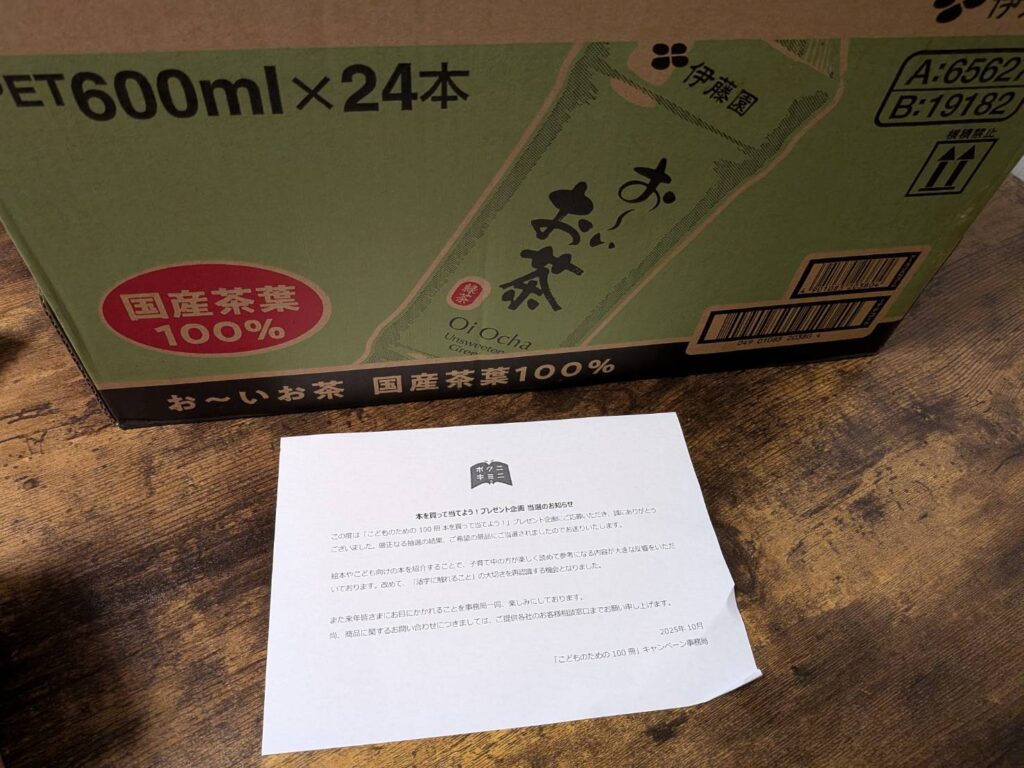 伊藤
PET600ml×24本
伊藤園
A:6562
B:19182
横積禁止
お～いお茶
緑茶
Oi Ocha
Unsweeten
Gree
国産茶葉
100%
お～いお茶 国産茶葉100%
ボクニ
キミニ
本を買って当てよう！プレゼント企画 当選のお知らせ
この度は「こどものための100冊 本を買って当てよう！」プレゼント企画にご応募いただき、誠にありがとう
ございました。厳正なる抽選の結果、ご希望の景品にご当選されましたのでお送りいたします。
絵本やこども向けの本を紹介することで、子育て中の方が楽しく読めて参考になる内容が大きな反響をいただ
いております。改めて、「活字に触れること」の大切さを再認識する機会となりました。
また来年皆さまにお目にかかれることを事務局一同、楽しみにしております。
尚、商品に関するお問い合わせにつきましては、ご提供各社のお客様相談窓口までお願い申し上げます。
2025年10月
「こどものための100冊」キャンペーン事務局